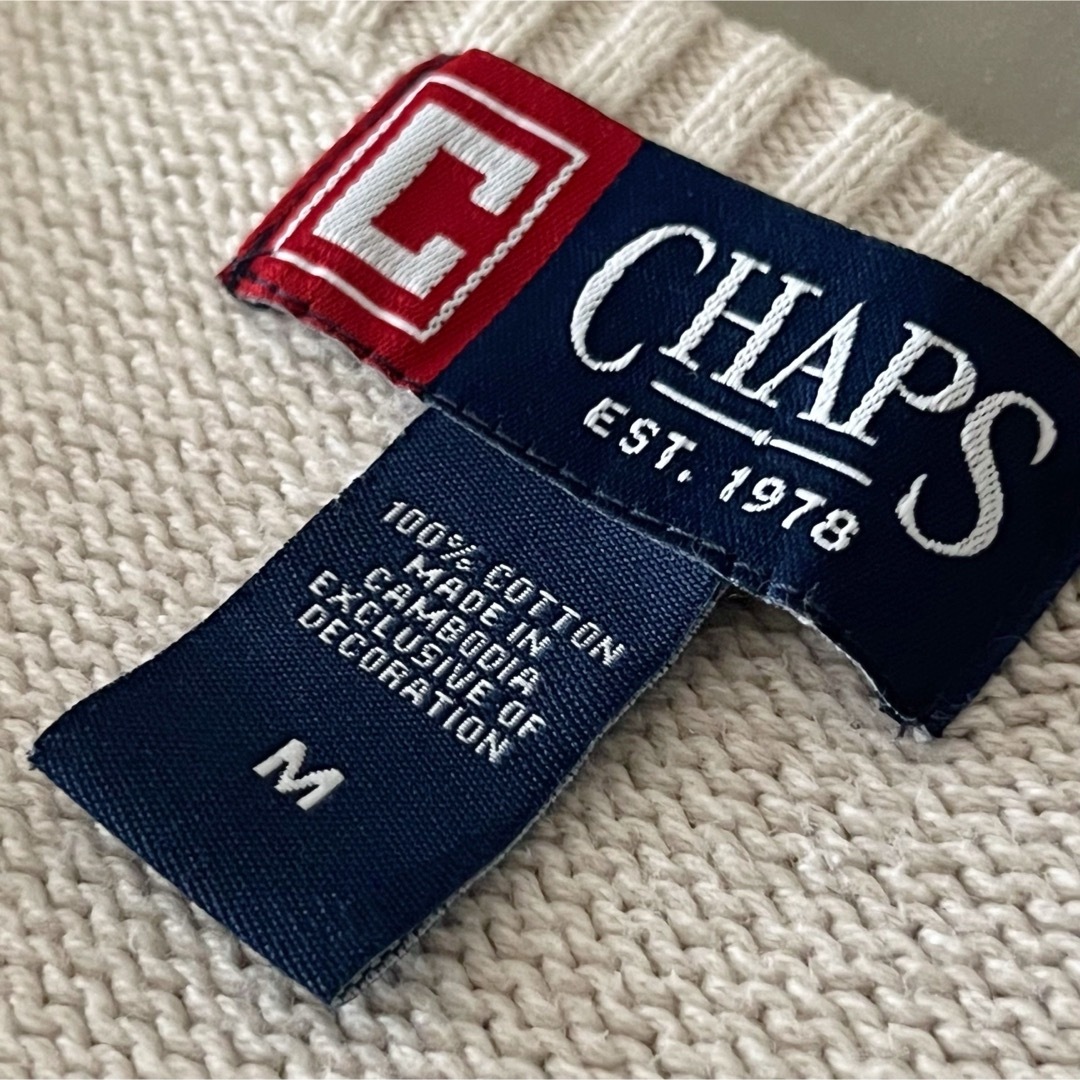 C
CHAPS
EST. 1978
100% COTTON
MADE IN
CAMBODIA
EXCLUSIVE OF
DECORATION
M